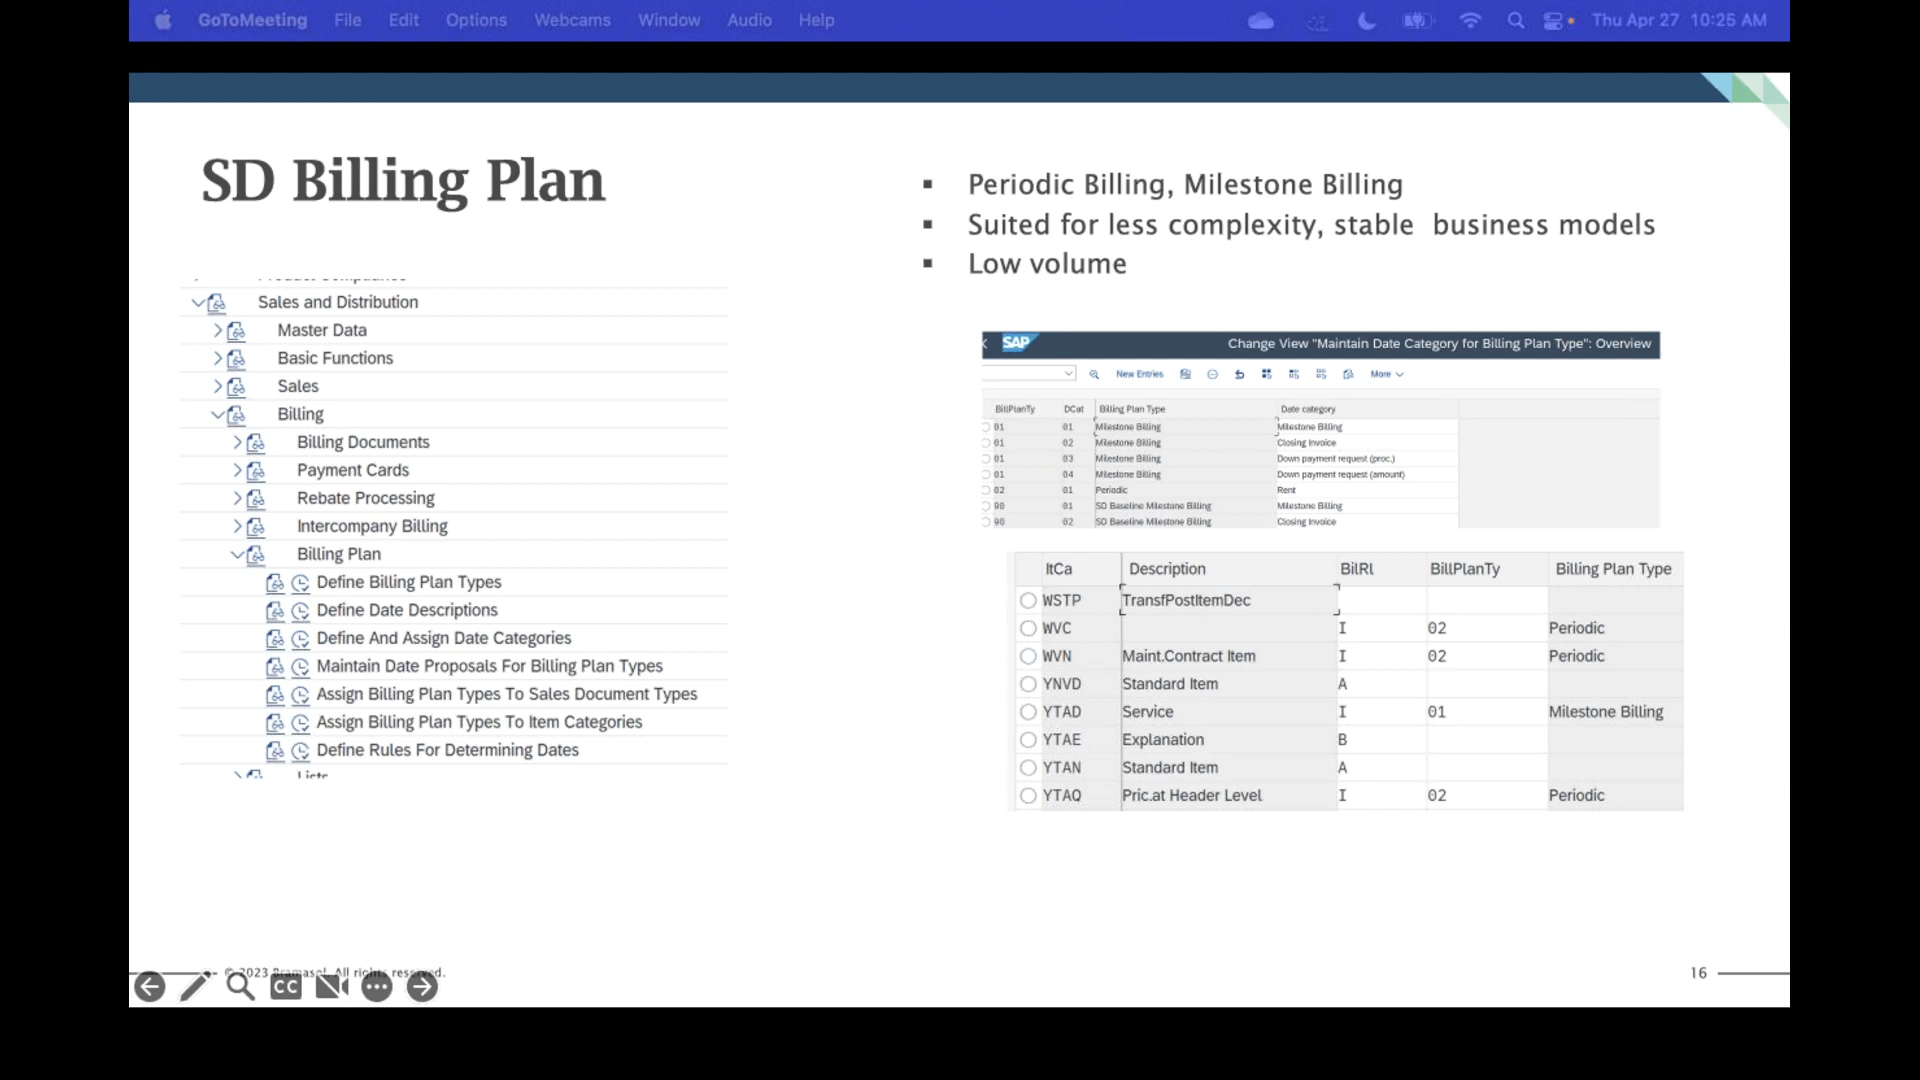 GoToMeeting File Edit Options Webcams Window Audio Help Thu Apr 27 10:25 AM
SD Billing Plan
▪ Periodic Billing, Milestone Billing
▪ Suited for less complexity, stable business models
▪ Low volume
Sales and Distribution
Master Data
Basic Functions
Sales
Billing
Billing Documents
Payment Cards
Rebate Processing
Intercompany Billing
Billing Plan
Define Billing Plan Types
Define Date Descriptions
Define And Assign Date Categories
Maintain Date Proposals For Billing Plan Types
Assign Billing Plan Types To Sales Document Types
Assign Billing Plan Types To Item Categories
Define Rules For Determining Dates
Lists
SAP Change View "Maintain Date Category for Billing Plan Type": Overview
New Entries More
BillPlanTy DCat Billing Plan Type Date category
01 01 Milestone Billing Milestone Billing
01 02 Milestone Billing Closing Invoice
01 03 Milestone Billing Down payment request (proc.)
01 04 Milestone Billing Down payment request (amount)
02 01 Periodic Rent
90 01 SD Baseline Milestone Billing Milestone Billing
90 02 SD Baseline Milestone Billing Closing Invoice
ItCa Description BilRl BillPlanTy Billing Plan Type
WSTP TransfPostItemDec
WVC I 02 Periodic
WVN Maint.Contract Item I 02 Periodic
YNVD Standard Item A
YTAD Service I 01 Milestone Billing
YTAE Explanation B
YTAN Standard Item A
YTAQ Pric.at Header Level I 02 Periodic
© 2023 Bramasol. All rights reserved.
CC
16